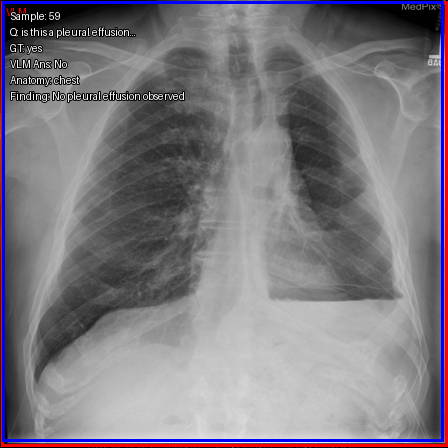 MedPix
Sample: 59
Q: is this a pleural effusion...
GT: yes
VLM Ans: No
Anatomy: chest
Finding: No pleural effusion observed